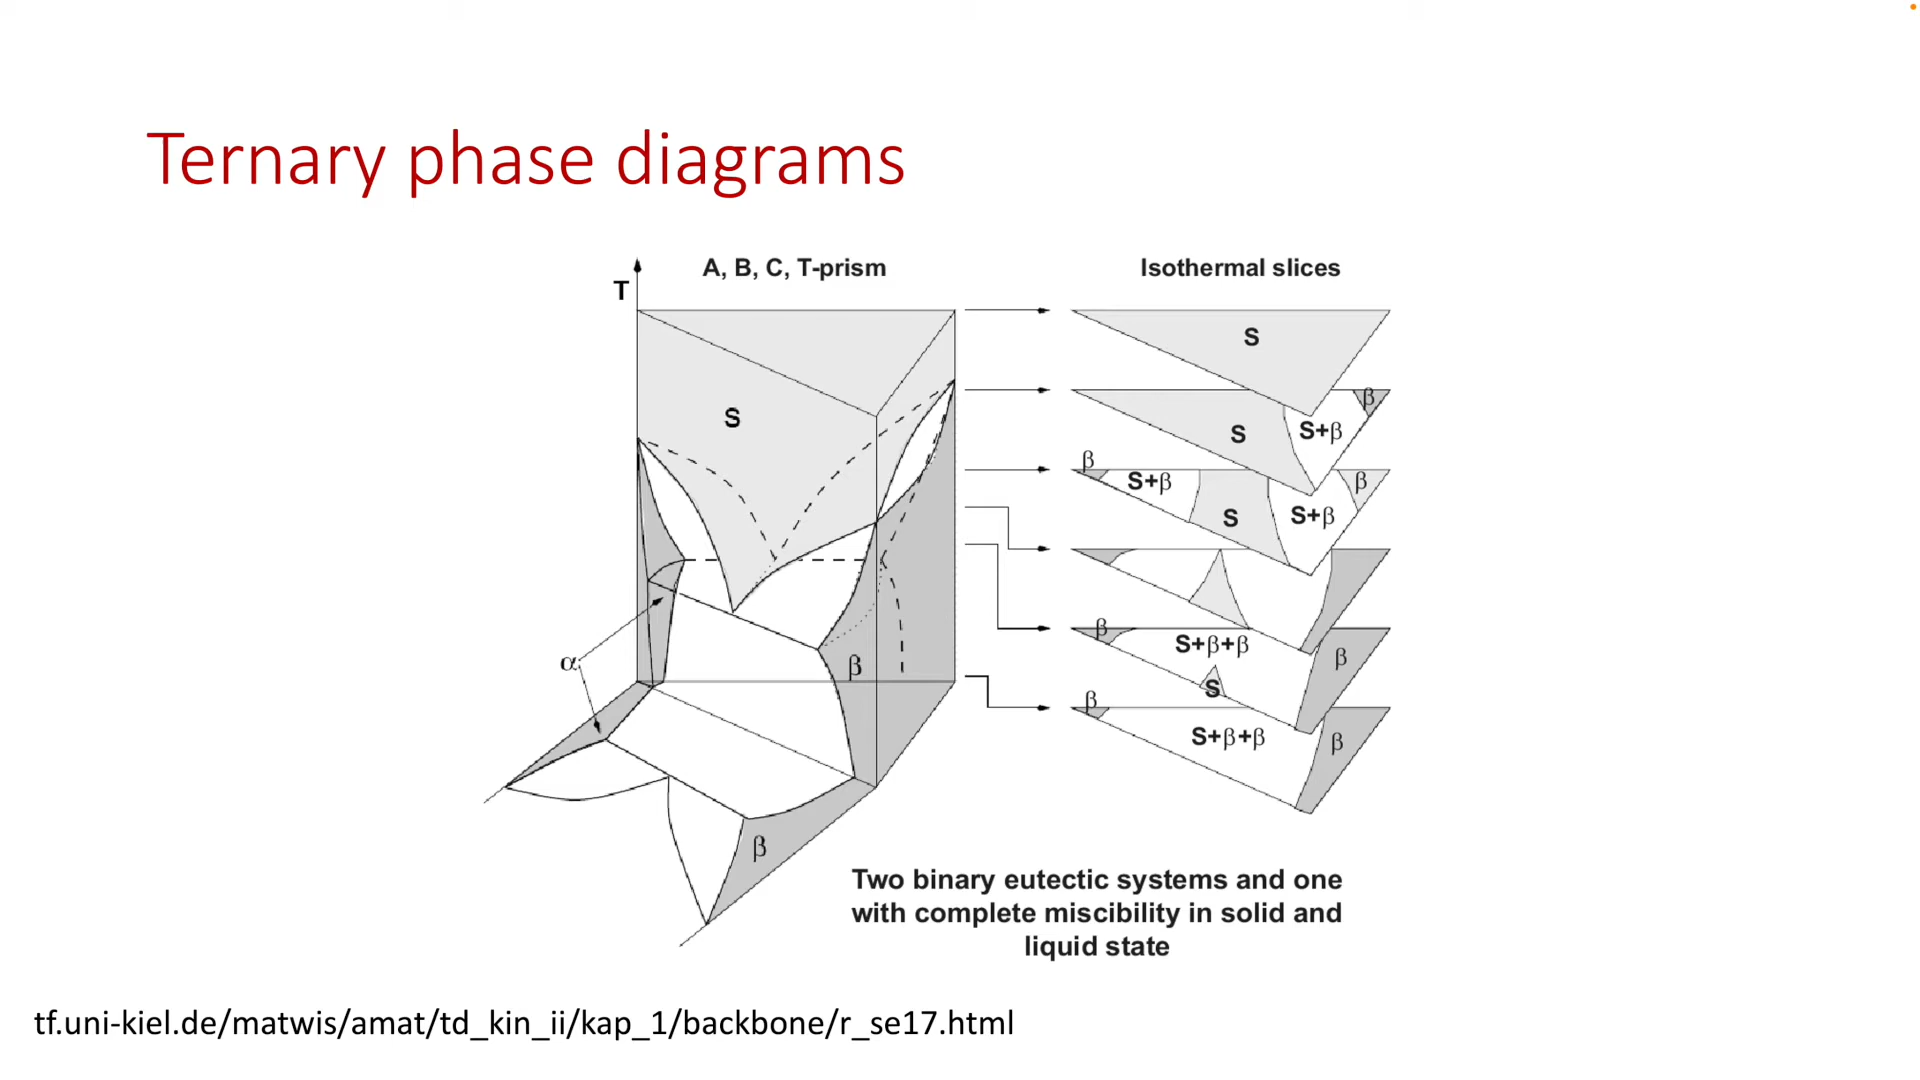 Ternary phase diagrams
A, B, C, T-prism
Isothermal slices
T
S
S
β
S
S+β
β
S+β
β
S
S+β
β
S+β+β
β
S
α
β
β
S+β+β
β
β
Two binary eutectic systems and one
with complete miscibility in solid and
liquid state
tf.uni-kiel.de/matwis/amat/td_kin_ii/kap_1/backbone/r_se17.html